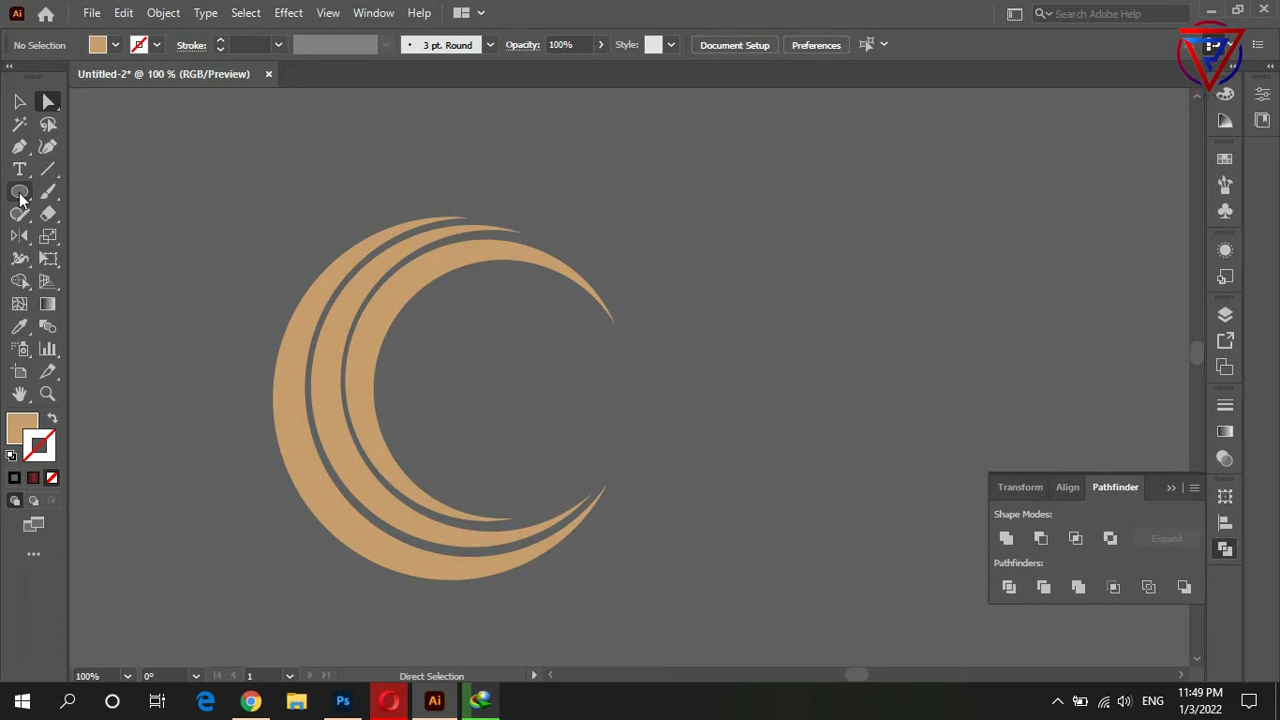 Ai File Edit Object Type Select Effect View Window Help Search Adobe Help
No Selection Stroke: 3 pt. Round Opacity: 100% Style: Document Setup Preferences
Untitled-2* @ 100 % (RGB/Preview) ×
T
Transform Align Pathfinder
Shape Modes:
Expand
Pathfinders:
100% 0° 1 Direct Selection
Ps Ai ENG 11:49 PM
1/3/2022